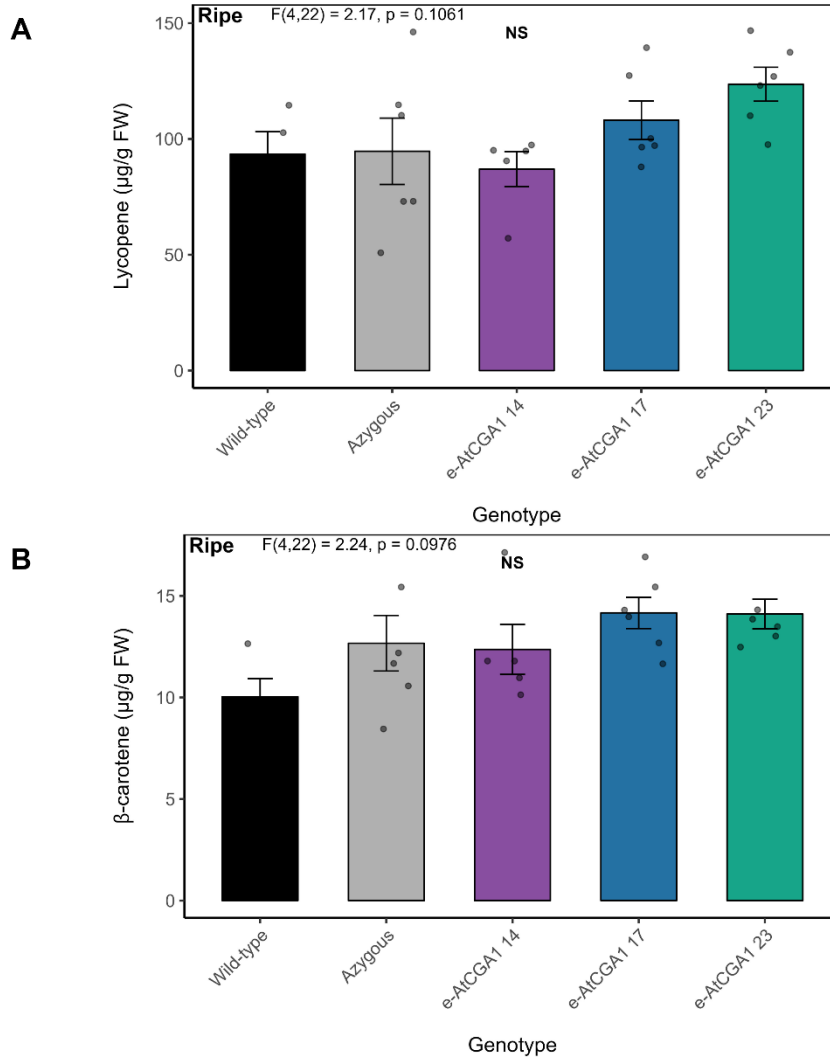 A
Ripe F(4,22) = 2.17, p = 0.1061
NS
Lycopene (µg/g FW)
150
100
50
0
Wild-type
Azygous
e-AtCGA1 14
e-AtCGA1 17
e-AtCGA1 23
Genotype
B
Ripe F(4,22) = 2.24, p = 0.0976
NS
β-carotene (µg/g FW)
15
10
5
0
Wild-type
Azygous
e-AtCGA1 14
e-AtCGA1 17
e-AtCGA1 23
Genotype